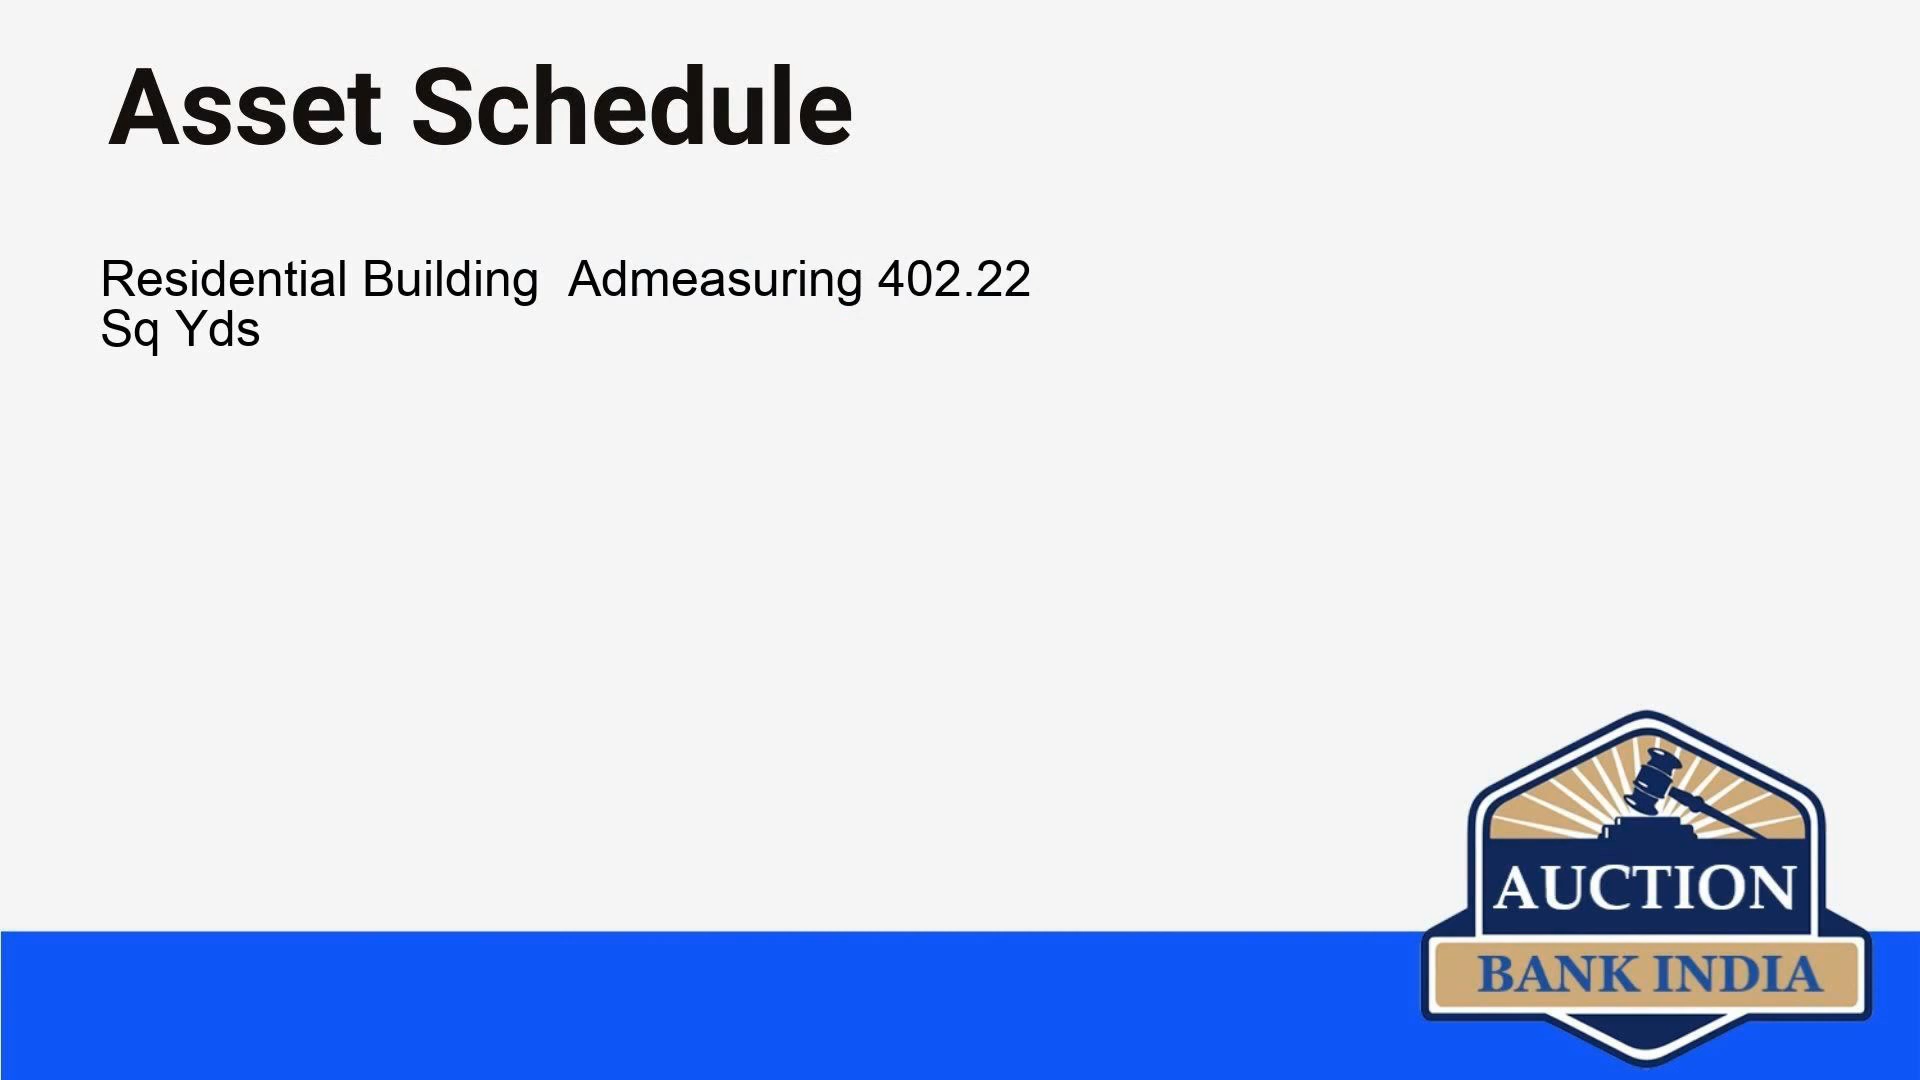 Asset Schedule
Residential Building  Admeasuring 402.22
Sq Yds
AUCTION
BANK INDIA